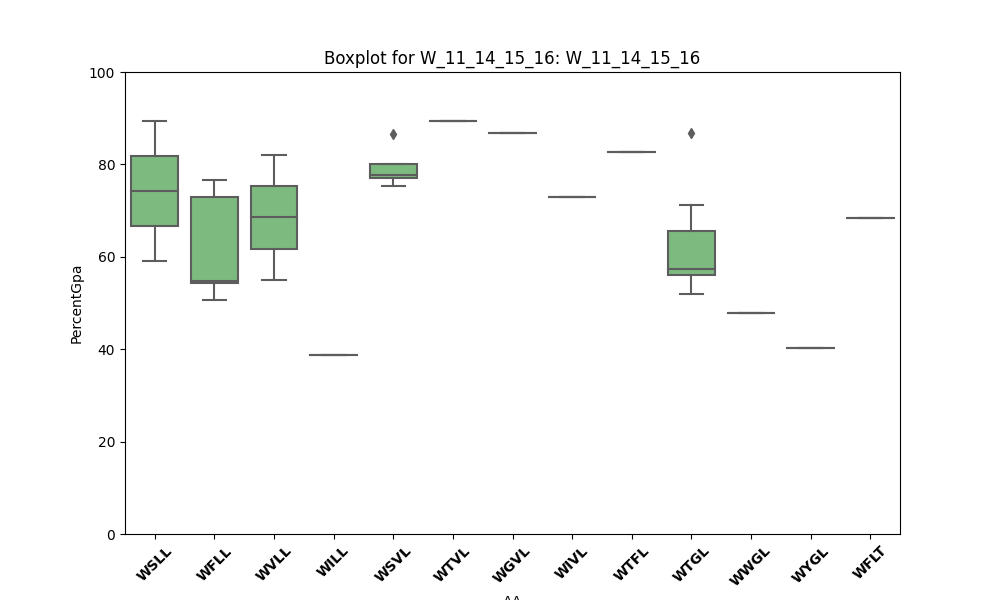 Boxplot for W_11_14_15_16: W_11_14_15_16
PercentGpa
100
80
60
40
20
0
WSLL
WFLL
WVLL
WILL
WSVL
WTVL
WGVL
WIVL
WTFL
WTGL
WWGL
WYGL
WFLT
AA